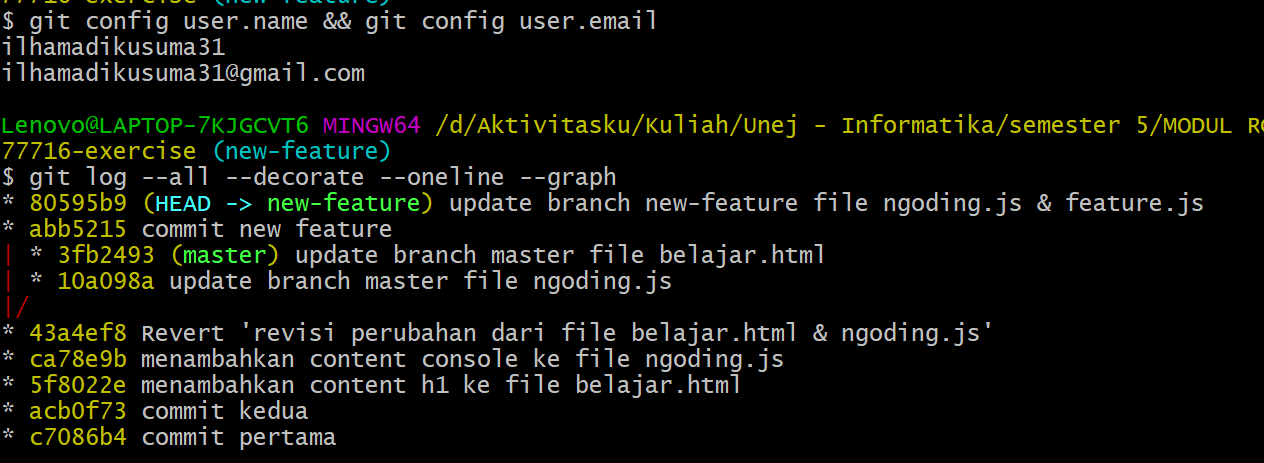 77716-exercise (new-feature)
$ git config user.name && git config user.email
ilhamadikusuma31
ilhamadikusuma31@gmail.com
Lenovo@LAPTOP-7KJGCVT6 MINGW64 /d/Aktivitasku/Kuliah/Unej - Informatika/semester 5/MODUL
77716-exercise (new-feature)
$ git log --all --decorate --oneline --graph
* 80595b9 (HEAD -> new-feature) update branch new-feature file ngoding.js & feature.js
* abb5215 commit new feature
| * 3fb2493 (master) update branch master file belajar.html
| * 10a098a update branch master file ngoding.js
|/
* 43a4ef8 Revert 'revisi perubahan dari file belajar.html & ngoding.js'
* ca78e9b menambahkan content console ke file ngoding.js
* 5f8022e menambahkan content h1 ke file belajar.html
* acb0f73 commit kedua
* c7086b4 commit pertama